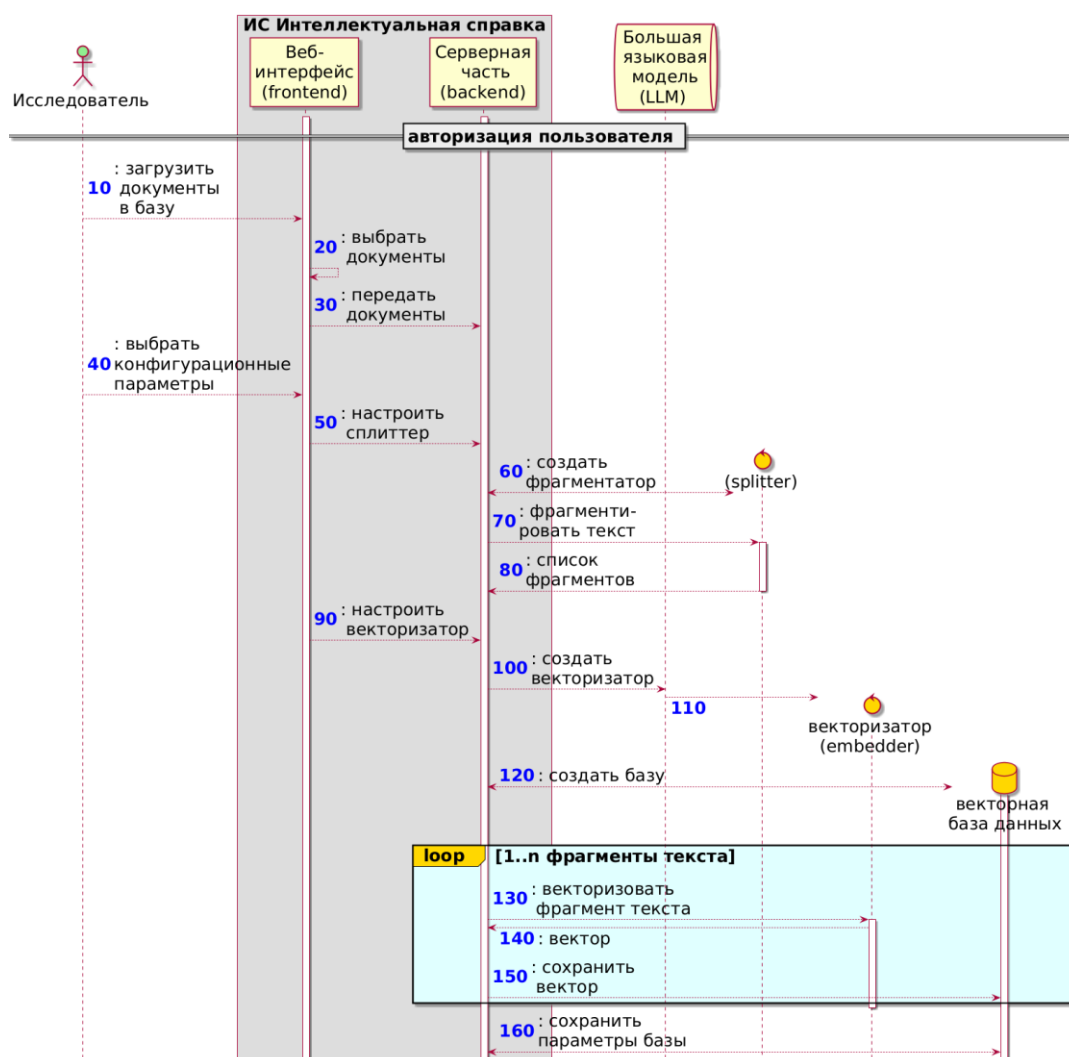 ИС Интеллектуальная справка
Исследователь
Веб-
интерфейс
(frontend)
Серверная
часть
(backend)
Большая
языковая
модель
(LLM)
авторизация пользователя
10 : загрузить
документы
в базу
20 : выбрать
документы
30 : передать
документы
40 : выбрать
конфигурационные
параметры
50 : настроить
сплиттер
60 : создать
фрагментатор
(splitter)
70 : фрагменти-
ровать текст
80 : список
фрагментов
90 : настроить
векторизатор
100 : создать
векторизатор
110
векторизатор
(embedder)
120 : создать базу
векторная
база данных
loop [1..n фрагменты текста]
130 : векторизовать
фрагмент текста
140 : вектор
150 : сохранить
вектор
160 : сохранить
параметры базы